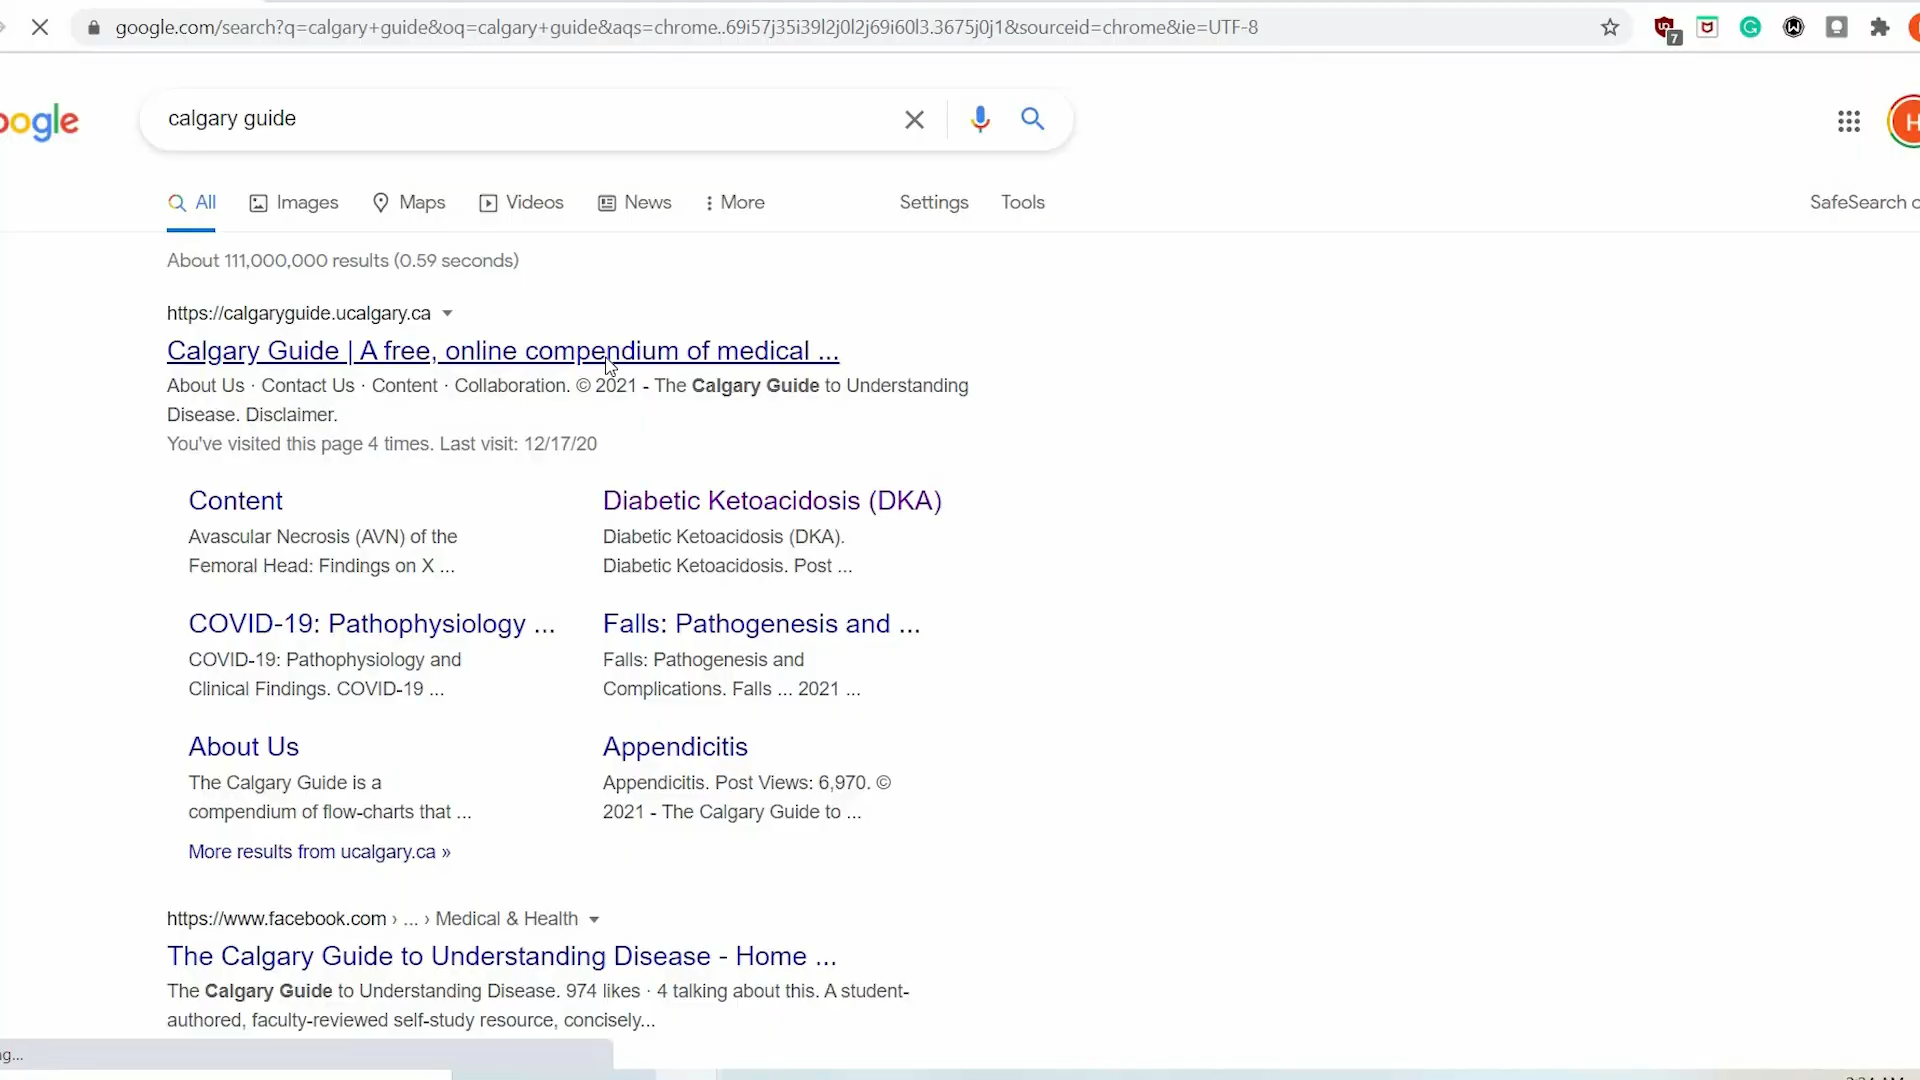 google.com/search?q=calgary+guide&oq=calgary+guide&aqs=chrome..69i57j35i39l2j0l2j69i60l3.3675j0j1&sourceid=chrome&ie=UTF-8
7
oogle
calgary guide
H
All Images Maps Videos News More Settings Tools SafeSearch o
About 111,000,000 results (0.59 seconds)
https://calgaryguide.ucalgary.ca
Calgary Guide | A free, online compendium of medical ...
About Us · Contact Us · Content · Collaboration. © 2021 - The Calgary Guide to Understanding
Disease. Disclaimer.
You've visited this page 4 times. Last visit: 12/17/20
Content
Avascular Necrosis (AVN) of the
Femoral Head: Findings on X ...
Diabetic Ketoacidosis (DKA)
Diabetic Ketoacidosis (DKA).
Diabetic Ketoacidosis. Post ...
COVID-19: Pathophysiology ...
COVID-19: Pathophysiology and
Clinical Findings. COVID-19 ...
Falls: Pathogenesis and ...
Falls: Pathogenesis and
Complications. Falls ... 2021 ...
About Us
The Calgary Guide is a
compendium of flow-charts that ...
Appendicitis
Appendicitis. Post Views: 6,970. ©
2021 - The Calgary Guide to ...
More results from ucalgary.ca »
https://www.facebook.com › ... › Medical & Health
The Calgary Guide to Understanding Disease - Home ...
The Calgary Guide to Understanding Disease. 974 likes · 4 talking about this. A student-
authored, faculty-reviewed self-study resource, concisely...
g...